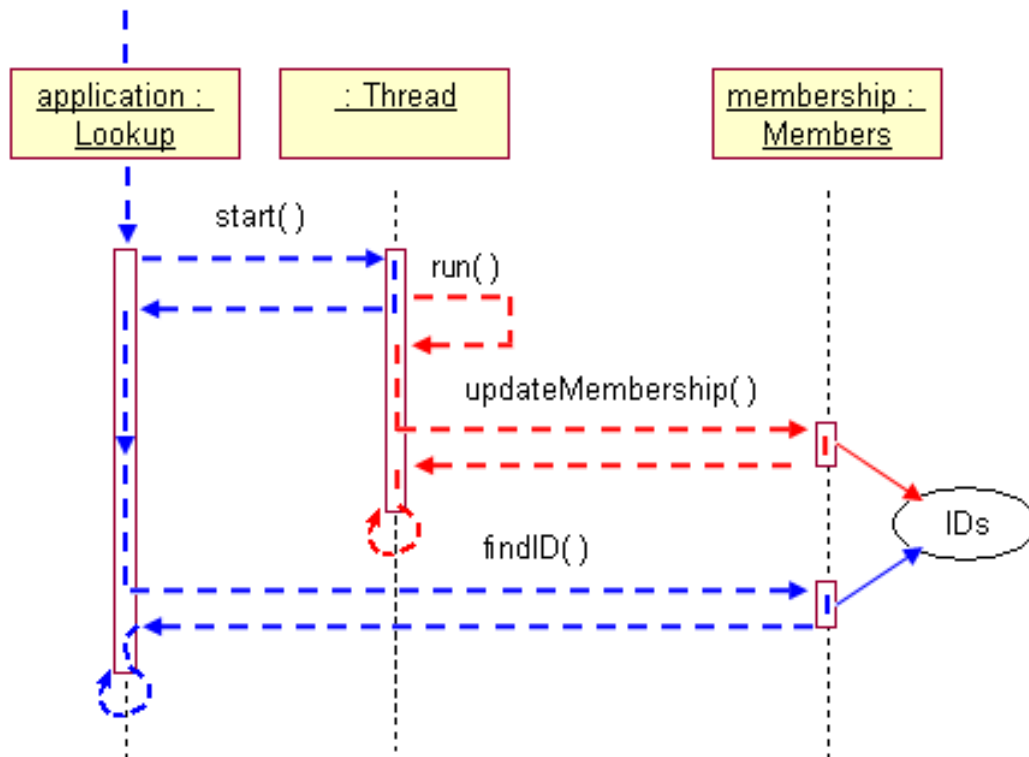 application :
Lookup
: Thread
membership :
Members
start( )
run( )
updateMembership( )
IDs
findID( )